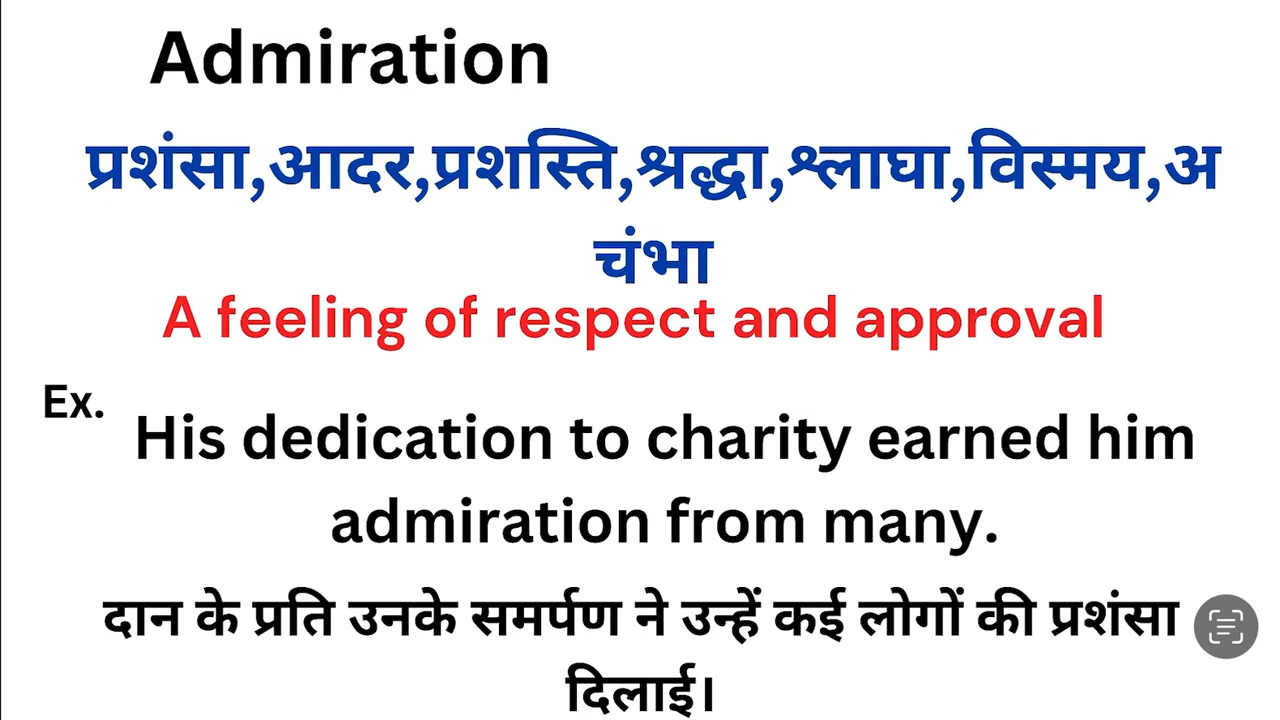 Admiration
प्रशंसा,आदर,प्रशस्ति,श्रद्धा,श्लाघा,विस्मय,अ
चंभा
A feeling of respect and approval
Ex.
His dedication to charity earned him
admiration from many.
दान के प्रति उनके समर्पण ने उन्हें कई लोगों की प्रशंसा
दिलाई।